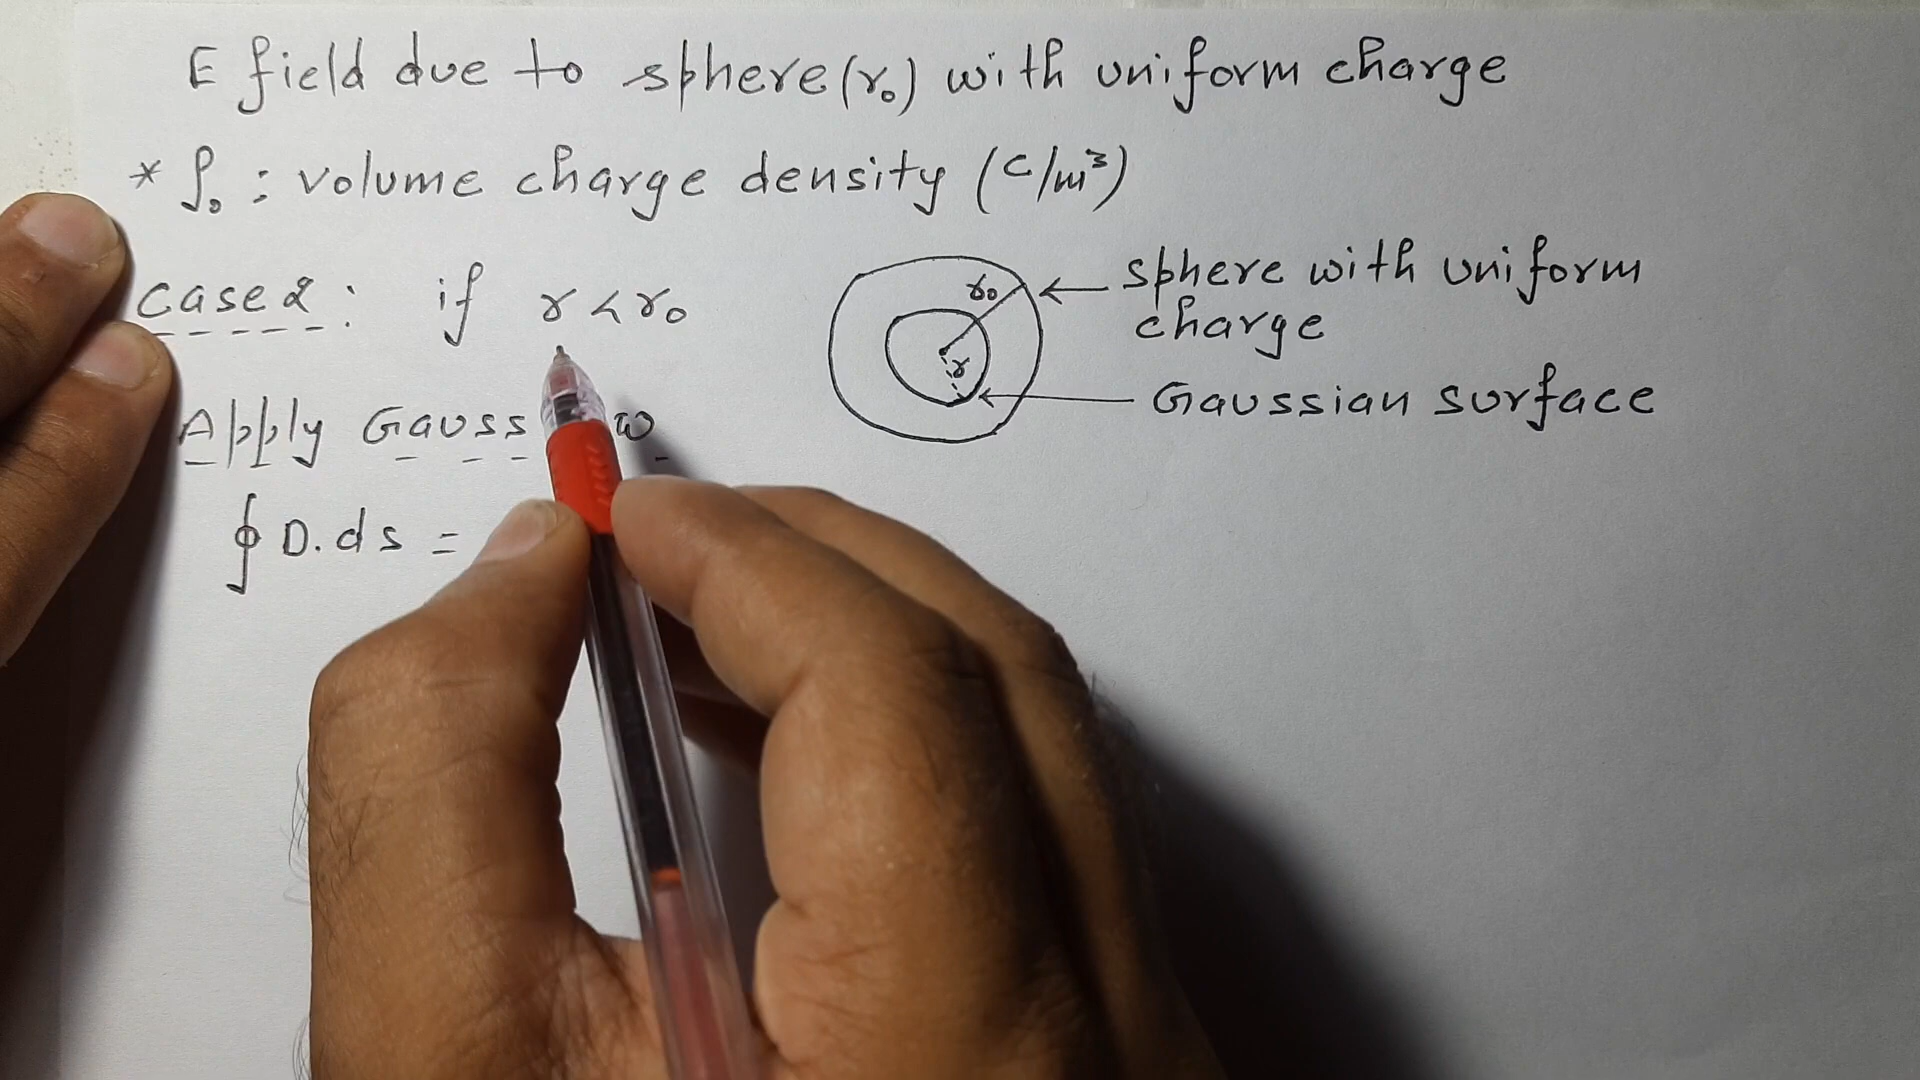 E field due to sphere (r₀) with uniform charge
* ρ₀ : volume charge density (C/m³)
case 2 : if r < r₀
r₀
r
sphere with uniform
charge
Gaussian surface
Apply Gauss
∮ D.ds =